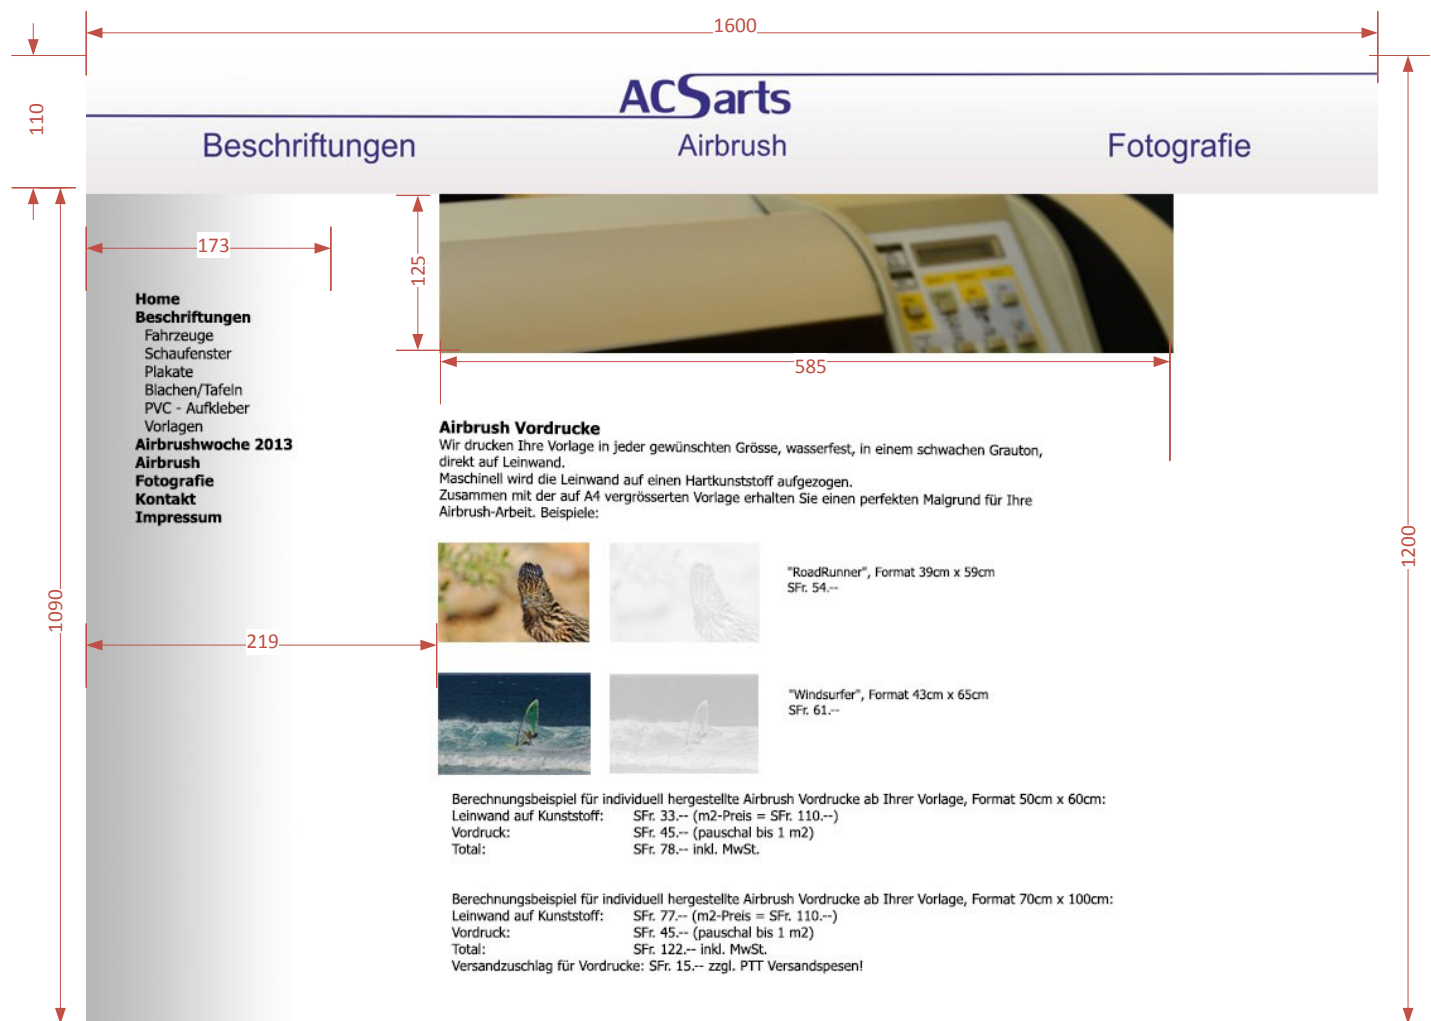 1600
110
ACSarts
Beschriftungen
Airbrush
Fotografie
173
125
585
Home
Beschriftungen
Fahrzeuge
Schaufenster
Plakate
Blachen/Tafeln
PVC - Aufkleber
Vorlagen
Airbrushwoche 2013
Airbrush
Fotografie
Kontakt
Impressum
1090
219
1200
Airbrush Vordrucke
Wir drucken Ihre Vorlage in jeder gewünschten Grösse, wasserfest, in einem schwachen Grauton,
direkt auf Leinwand.
Maschinell wird die Leinwand auf einen Hartkunststoff aufgezogen.
Zusammen mit der auf A4 vergrösserten Vorlage erhalten Sie einen perfekten Malgrund für Ihre
Airbrush-Arbeit. Beispiele:
"RoadRunner", Format 39cm x 59cm
SFr. 54.--
"Windsurfer", Format 43cm x 65cm
SFr. 61.--
Berechnungsbeispiel für individuell hergestellte Airbrush Vordrucke ab Ihrer Vorlage, Format 50cm x 60cm:
Leinwand auf Kunststoff: SFr. 33.-- (m2-Preis = SFr. 110.--)
Vordruck: SFr. 45.-- (pauschal bis 1 m2)
Total: SFr. 78.-- inkl. MwSt.
Berechnungsbeispiel für individuell hergestellte Airbrush Vordrucke ab Ihrer Vorlage, Format 70cm x 100cm:
Leinwand auf Kunststoff: SFr. 77.-- (m2-Preis = SFr. 110.--)
Vordruck: SFr. 45.-- (pauschal bis 1 m2)
Total: SFr. 122.-- inkl. MwSt.
Versandzuschlag für Vordrucke: SFr. 15.-- zzgl. PTT Versandspesen!